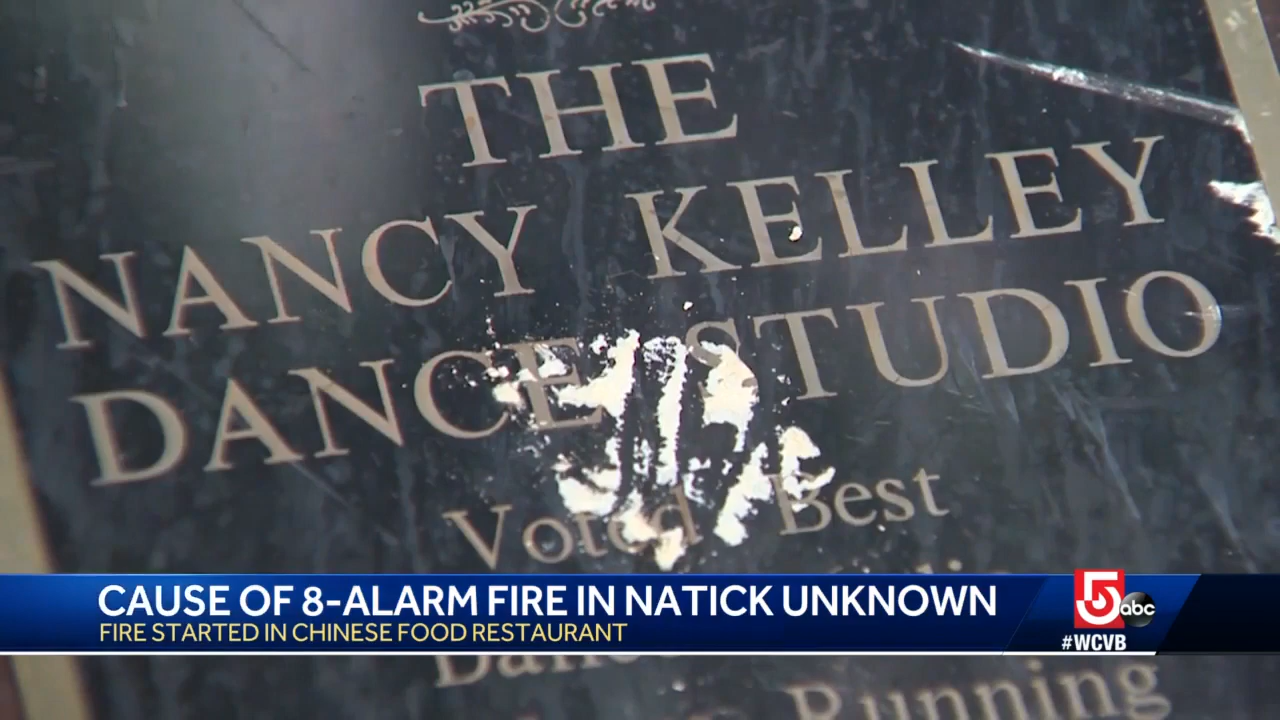 THE
NANCY KELLEY
DANCE STUDIO
Voted Best
CAUSE OF 8-ALARM FIRE IN NATICK UNKNOWN
FIRE STARTED IN CHINESE FOOD RESTAURANT
5 abc
#WCVB
Running